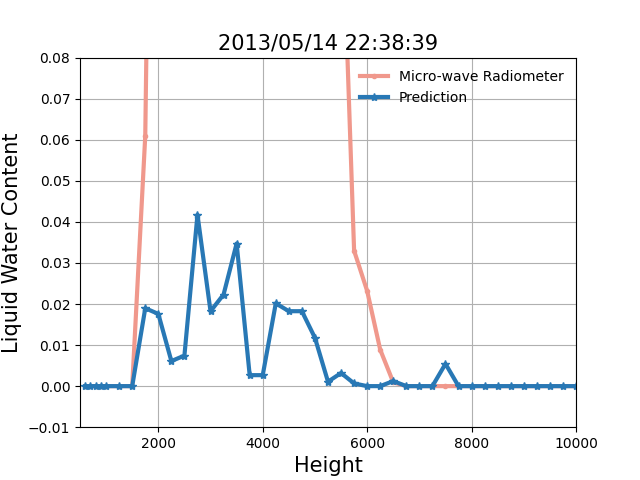 2013/05/14 22:38:39
0.08
0.07
0.06
0.05
0.04
0.03
0.02
0.01
0.00
−0.01
Liquid Water Content
Micro-wave Radiometer
Prediction
2000 4000 6000 8000 10000
Height